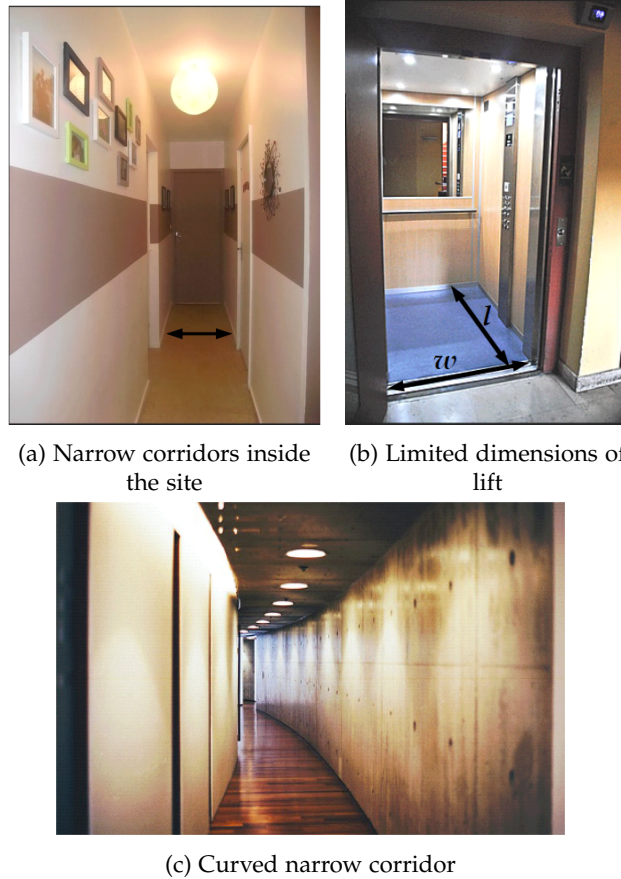 l
w
(a) Narrow corridors inside
the site
(b) Limited dimensions of
lift
(c) Curved narrow corridor